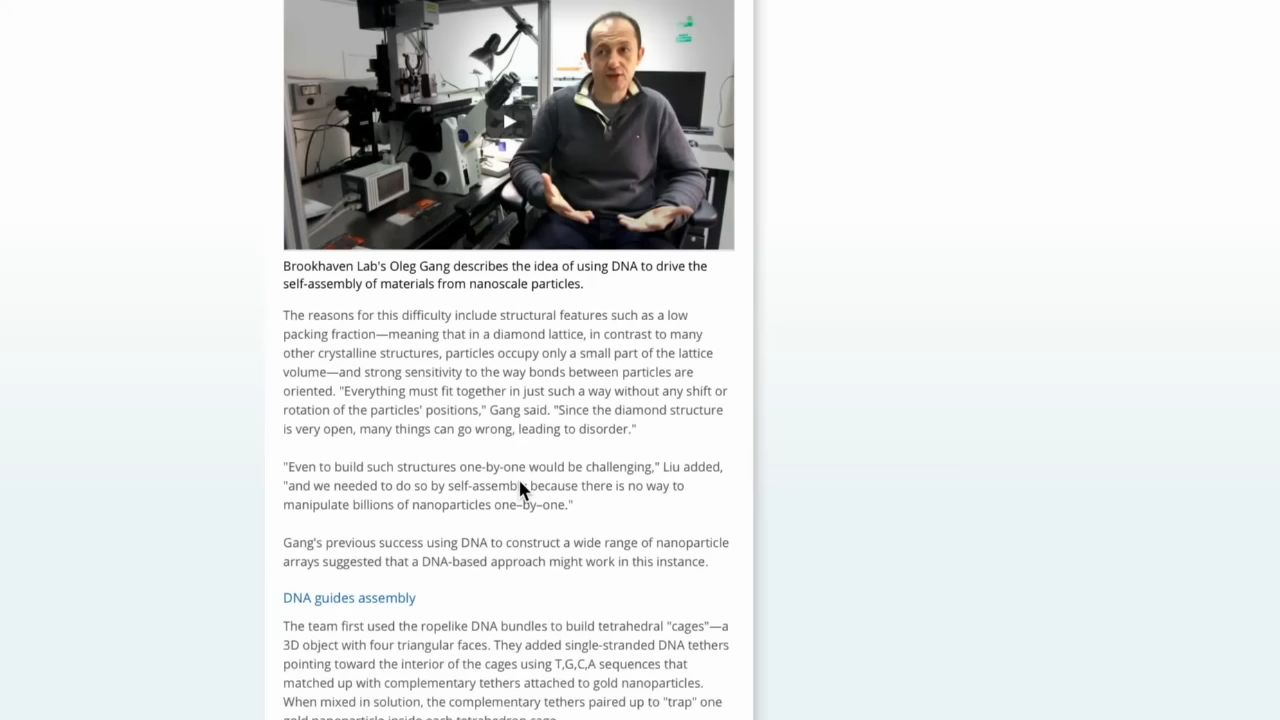 Brookhaven Lab's Oleg Gang describes the idea of using DNA to drive the
self-assembly of materials from nanoscale particles.
The reasons for this difficulty include structural features such as a low
packing fraction—meaning that in a diamond lattice, in contrast to many
other crystalline structures, particles occupy only a small part of the lattice
volume—and strong sensitivity to the way bonds between particles are
oriented. "Everything must fit together in just such a way without any shift or
rotation of the particles' positions," Gang said. "Since the diamond structure
is very open, many things can go wrong, leading to disorder."
"Even to build such structures one-by-one would be challenging," Liu added,
"and we needed to do so by self-assembly because there is no way to
manipulate billions of nanoparticles one–by–one."
Gang's previous success using DNA to construct a wide range of nanoparticle
arrays suggested that a DNA-based approach might work in this instance.
DNA guides assembly
The team first used the ropelike DNA bundles to build tetrahedral "cages"—a
3D object with four triangular faces. They added single-stranded DNA tethers
pointing toward the interior of the cages using T,G,C,A sequences that
matched up with complementary tethers attached to gold nanoparticles.
When mixed in solution, the complementary tethers paired up to "trap" one
gold nanoparticle inside each tetrahedron cage.